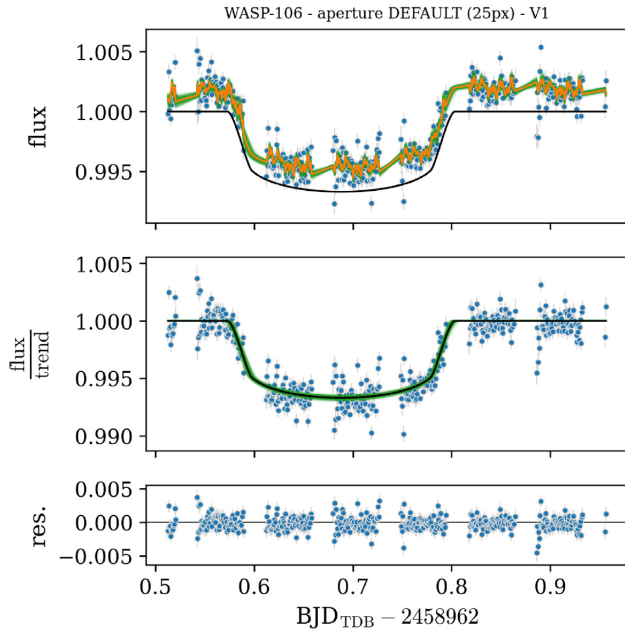 WASP-106 - aperture DEFAULT (25px) - V1
1.005
1.000
0.995
flux
1.005
1.000
0.995
0.990
flux
trend
0.005
0.000
−0.005
res.
0.5 0.6 0.7 0.8 0.9
BJD_TDB − 2458962